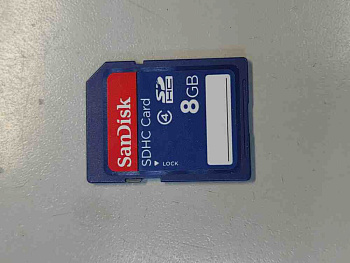 SanDisk
SDHC Card
▶ LOCK
4
SD
HC
8GB